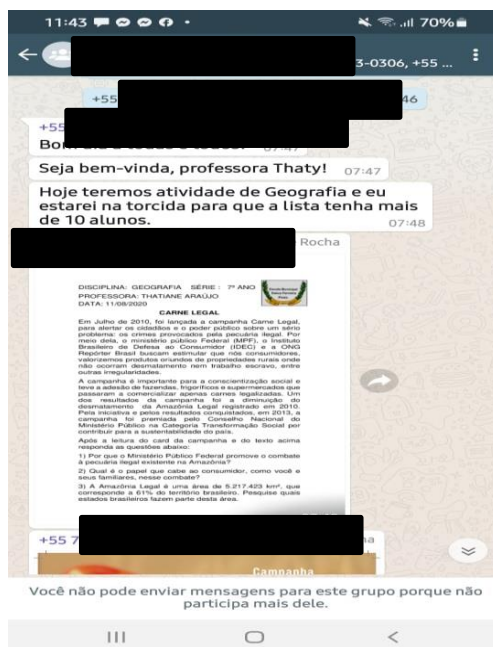 11:43
70%
3-0306, +55 ...
+55
46
+55
Seja bem-vinda, professora Thaty! 07:47
Hoje teremos atividade de Geografia e eu
estarei na torcida para que a lista tenha mais
de 10 alunos. 07:48
Rocha
DISCIPLINA: GEOGRAFIA SÉRIE : 7º ANO
PROFESSORA: THATIANE ARAÚJO
DATA: 11/08/2020
CARNE LEGAL
Em Julho de 2010, foi lançada a campanha Carne Legal,
para alertar os cidadãos e o poder público sobre um sério
problema: os crimes provocados pela pecuária ilegal. Por
meio dela, o ministério público Federal (MPF), o Instituto
Brasileiro de Defesa ao Consumidor (IDEC) e a ONG
Repórter Brasil buscam estimular que nós consumidores,
valorizemos produtos oriundos de propriedades rurais onde
não ocorram desmatamento nem trabalho escravo, entre
outras irregularidades.
A campanha é importante para a conscientização social e
teve a adesão de fazendas, frigoríficos e supermercados que
passaram a comercializar apenas carnes legalizadas. Um
dos resultados da campanha foi a diminuição do
desmatamento da Amazônia Legal registrado em 2010.
Pela iniciativa e pelos resultados conquistados, em 2013, a
campanha foi premiada pelo Conselho Nacional do
Ministério Público na Categoria Transformação Social por
contribuir para a sustentabilidade do país.
Após a leitura do card da campanha e do texto acima
responda as questões abaixo:
1) Por que o Ministério Público Federal promove o combate
à pecuária ilegal existente na Amazônia?
2) Qual é o papel que cabe ao consumidor, como você e
seus familiares, nesse combate?
3) A Amazônia Legal é uma área de 5.217.423 km², que
corresponde a 61% do território brasileiro. Pesquise quais
estados brasileiros fazem parte desta área.
+55 7
Campanha
Você não pode enviar mensagens para este grupo porque não
participa mais dele.